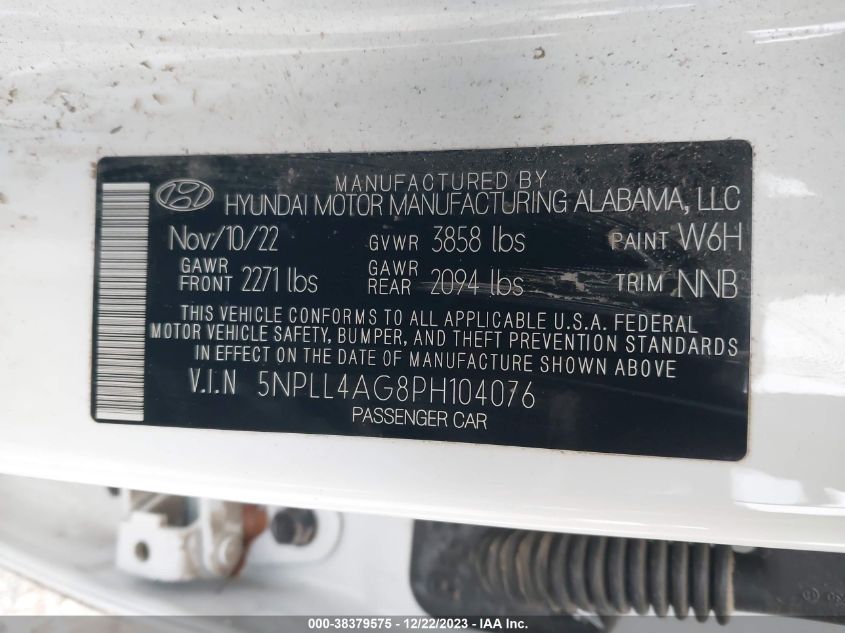 MANUFACTURED BY
HYUNDAI MOTOR MANUFACTURING ALABAMA, LLC
Nov/10/22 GVWR 3858 lbs PAINT W6H
GAWR FRONT 2271 lbs GAWR REAR 2094 lbs TRIM NNB
THIS VEHICLE CONFORMS TO ALL APPLICABLE U.S.A. FEDERAL
MOTOR VEHICLE SAFETY, BUMPER, AND THEFT PREVENTION STANDARDS
IN EFFECT ON THE DATE OF MANUFACTURE SHOWN ABOVE
V.I.N 5NPLL4AG8PH104076
PASSENGER CAR
000-38379575 - 12/22/2023 - IAA Inc.